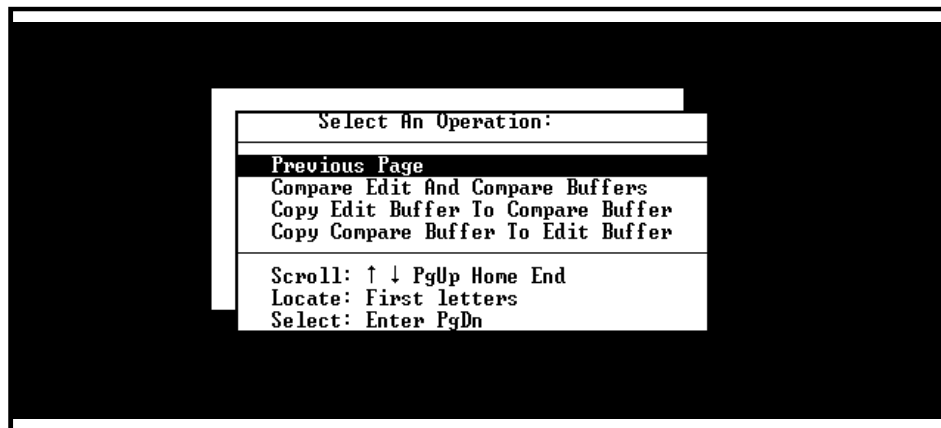 Select An Operation:
Previous Page
Compare Edit And Compare Buffers
Copy Edit Buffer To Compare Buffer
Copy Compare Buffer To Edit Buffer
Scroll: ↑ ↓ PgUp Home End
Locate: First letters
Select: Enter PgDn